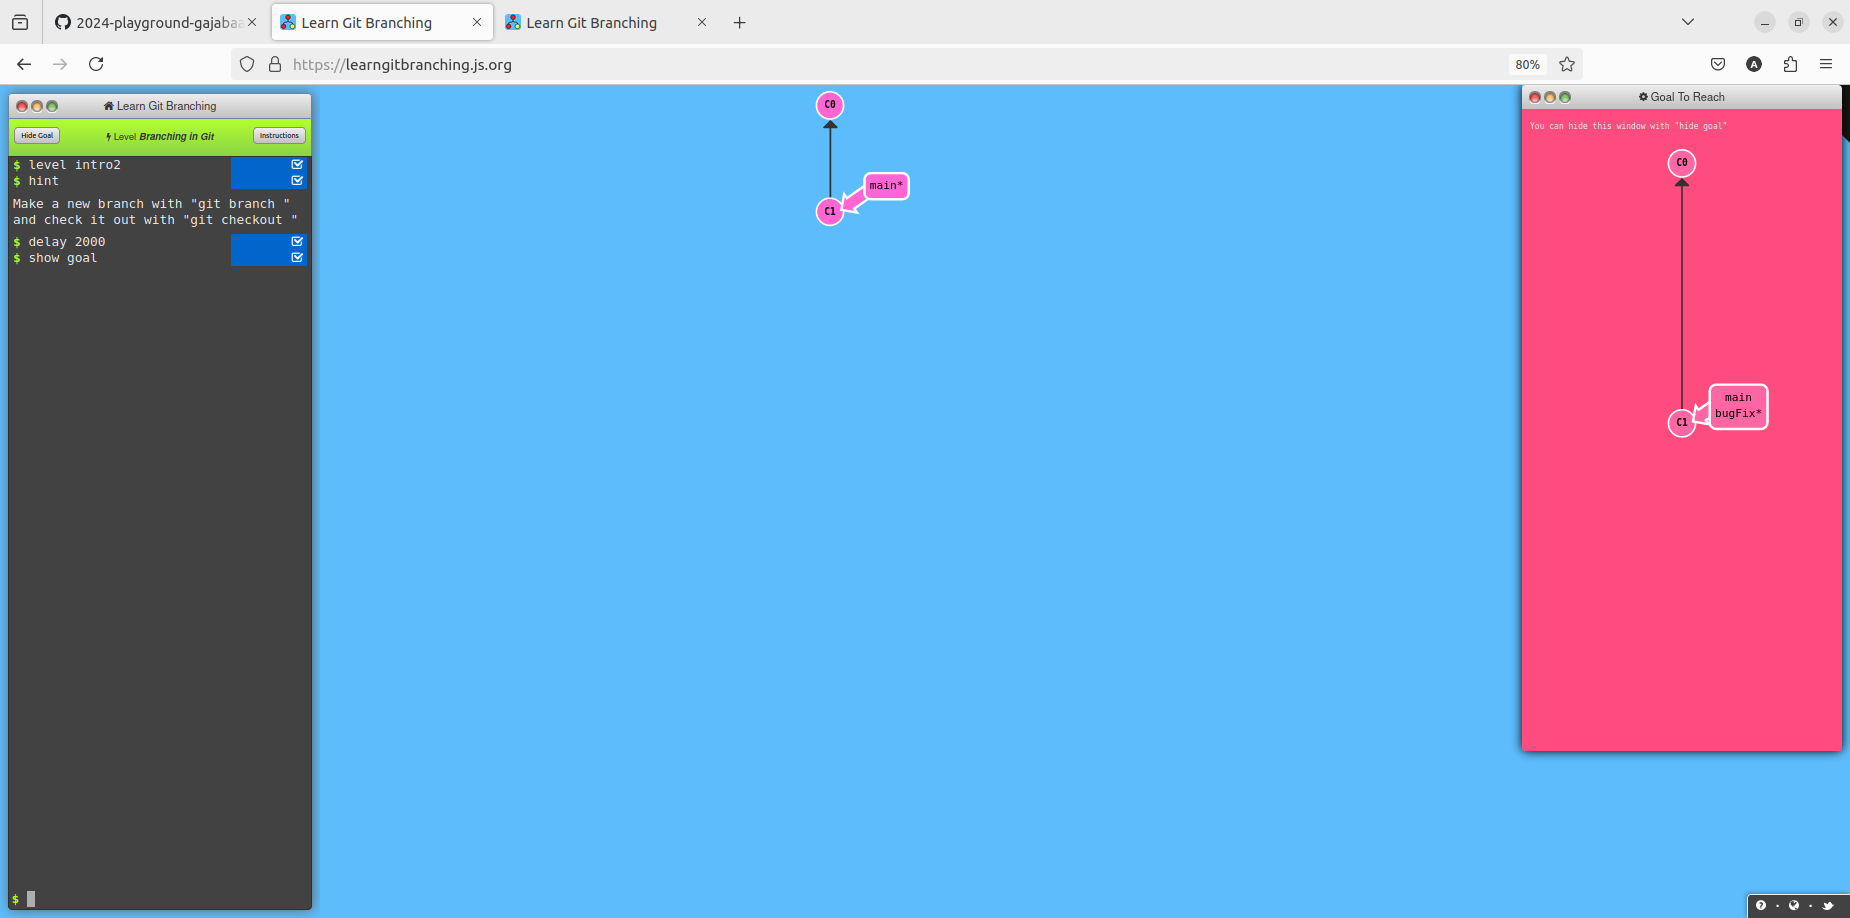 2024-playground-gajaba
Learn Git Branching
Learn Git Branching
https://learngitbranching.js.org
80%
A
Learn Git Branching
Hide Goal
Level Branching in Git
Instructions
$ level intro2
$ hint
Make a new branch with "git branch "
and check it out with "git checkout "
$ delay 2000
$ show goal
$
C0
main*
C1
Goal To Reach
You can hide this window with "hide goal"
C0
main
bugFix*
C1